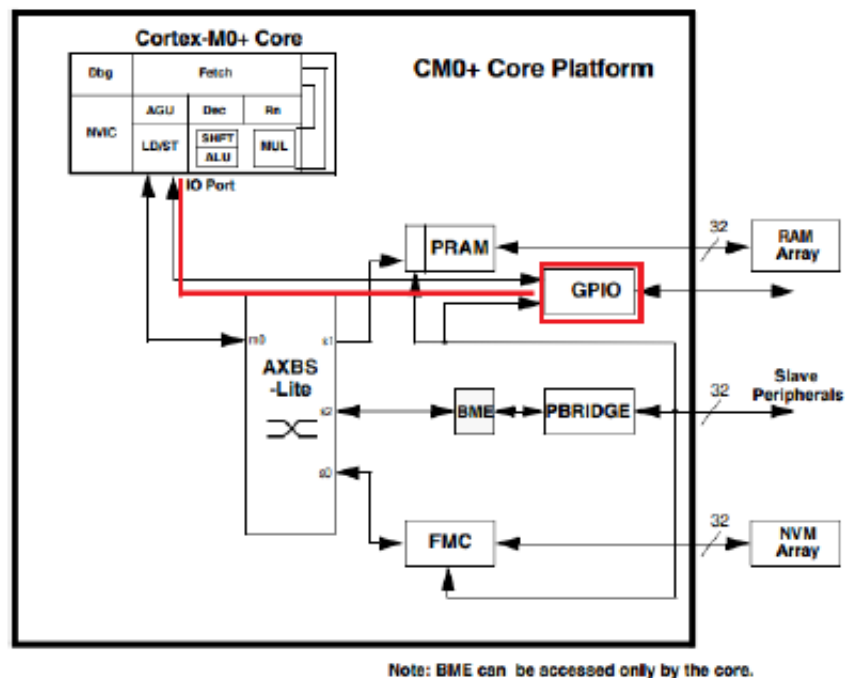 Cortex-M0+ Core
CM0+ Core Platform
Dbg
Fetch
NVIC
AGU
Dec
Rn
LD/ST
SHFT
ALU
MUL
IO Port
PRAM
32
RAM
Array
GPIO
m0
s1
AXBS
-Lite
s2
BME
PBRIDGE
32
Slave
Peripherals
s0
FMC
32
NVM
Array
Note: BME can be accessed only by the core.